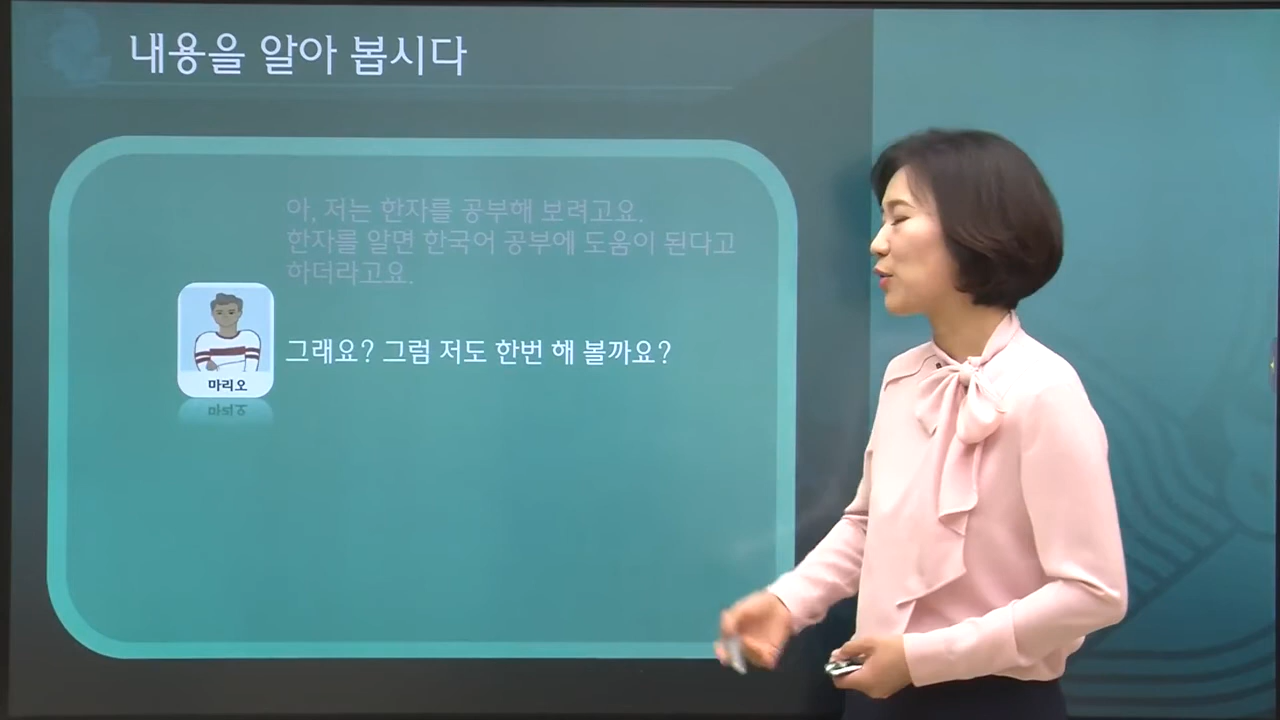 내용을 알아 봅시다
아, 저는 한자를 공부해 보려고요.
한자를 알면 한국어 공부에 도움이 된다고
하더라고요.
그래요? 그럼 저도 한번 해 볼까요?
마리오